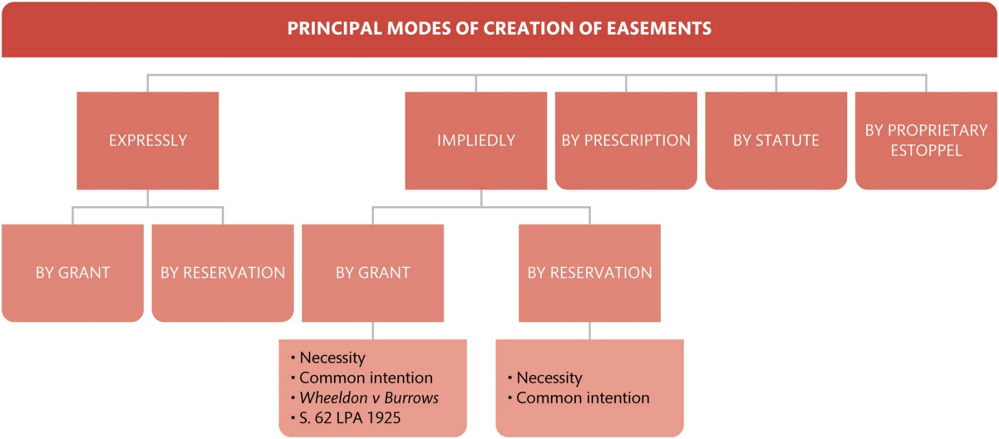 PRINCIPAL MODES OF CREATION OF EASEMENTS
EXPRESSLY
IMPLIEDLY
BY PRESCRIPTION
BY STATUTE
BY PROPRIETARY
ESTOPPEL
BY GRANT
BY RESERVATION
BY GRANT
BY RESERVATION
• Necessity
• Common intention
• Wheeldon v Burrows
• S. 62 LPA 1925
• Necessity
• Common intention